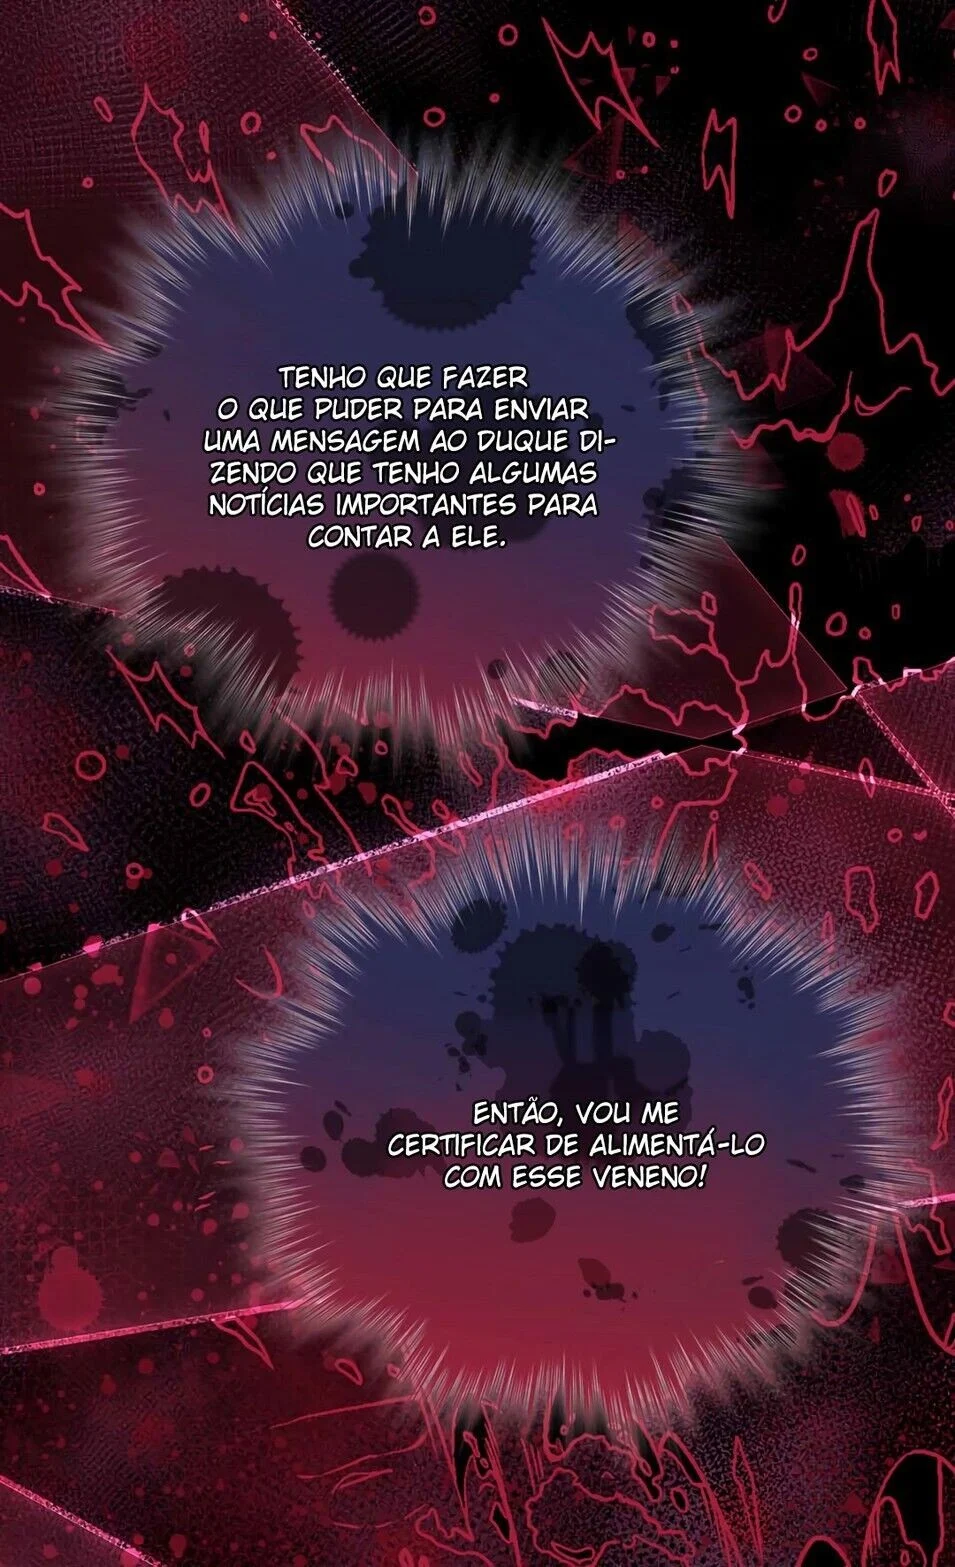 TENHO QUE FAZER
O QUE PUDER PARA ENVIAR
UMA MENSAGEM AO DUQUE DI-
ZENDO QUE TENHO ALGUMAS
NOTÍCIAS IMPORTANTES PARA
CONTAR A ELE.
ENTÃO, VOU ME
CERTIFICAR DE ALIMENTÁ-LO
COM ESSE VENENO!